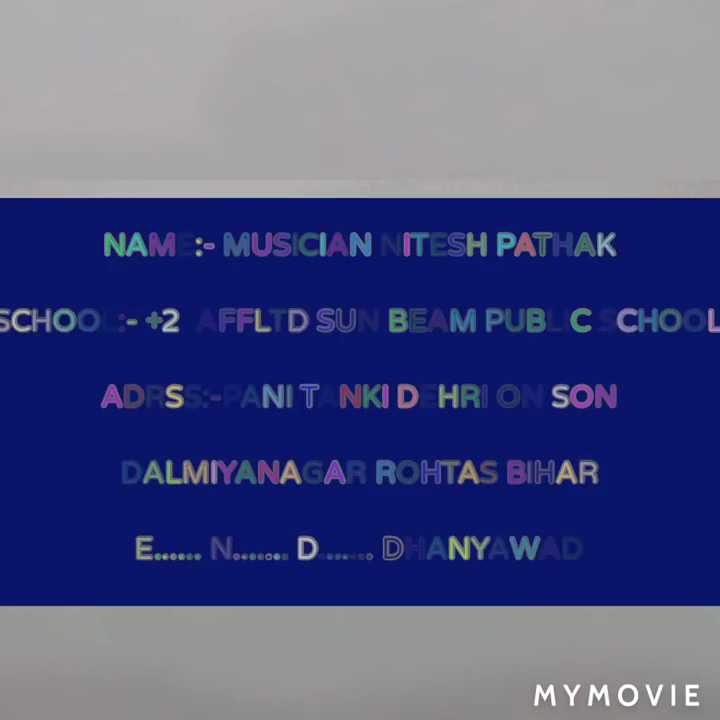 NAME:- MUSICIAN NITESH PATHAK
SCHOOL:- +2 AFFLTD SUN BEAM PUBLIC SCHOOL
ADRSS:-PANI TANKI DEHRI ON SON
DALMIYANAGAR ROHTAS BIHAR
E...... N....... D....... DHANYAWAD
MYMOVIE